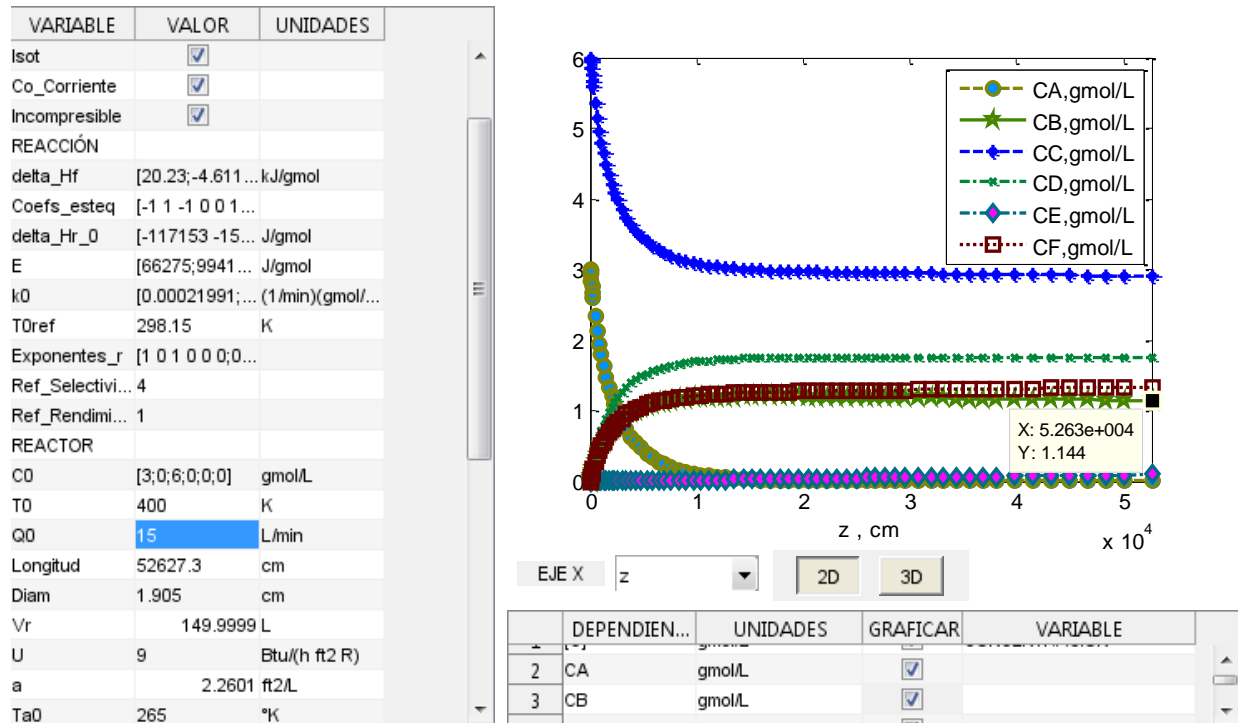 VARIABLE VALOR UNIDADES
Isot
Co_Corriente
Incompresible
REACCIÓN
delta_Hf [20.23;-4.611... kJ/gmol
Coefs_esteq [-1 1 -1 0 0 1...
delta_Hr_0 [-117153 -15... J/gmol
E [66275;9941... J/gmol
k0 [0.00021991;... (1/min)(gmol/...
T0ref 298.15 K
Exponentes_r [1 0 1 0 0 0;0...
Ref_Selectivi... 4
Ref_Rendimi... 1
REACTOR
C0 [3;0;6;0;0;0] gmol/L
T0 400 K
Q0 15 L/min
Longitud 52627.3 cm
Diam 1.905 cm
Vr 149.9999 L
U 9 Btu/(h ft2 R)
a 2.2601 ft2/L
Ta0 265 °K
6
5
4
3
2
1
0
CA,gmol/L
CB,gmol/L
CC,gmol/L
CD,gmol/L
CE,gmol/L
CF,gmol/L
X: 5.263e+004
Y: 1.144
0 1 2 3 4 5
z , cm
x 10^4
EJE X z 2D 3D
DEPENDIEN... UNIDADES GRAFICAR VARIABLE
2 CA gmol/L
3 CB gmol/L